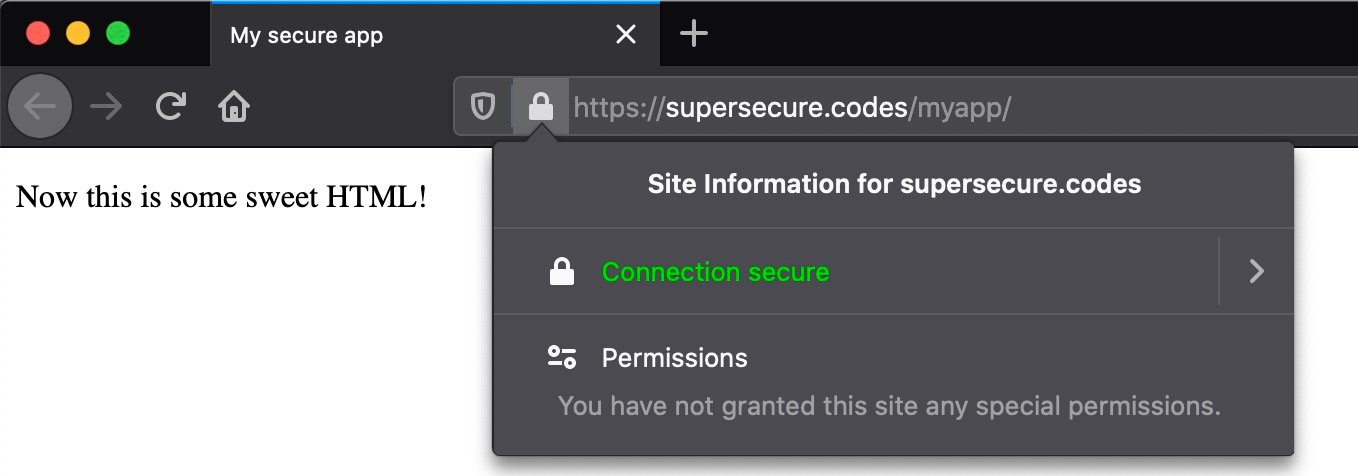 My secure app
https://supersecure.codes/myapp/
Now this is some sweet HTML!
Site Information for supersecure.codes
Connection secure
Permissions
You have not granted this site any special permissions.